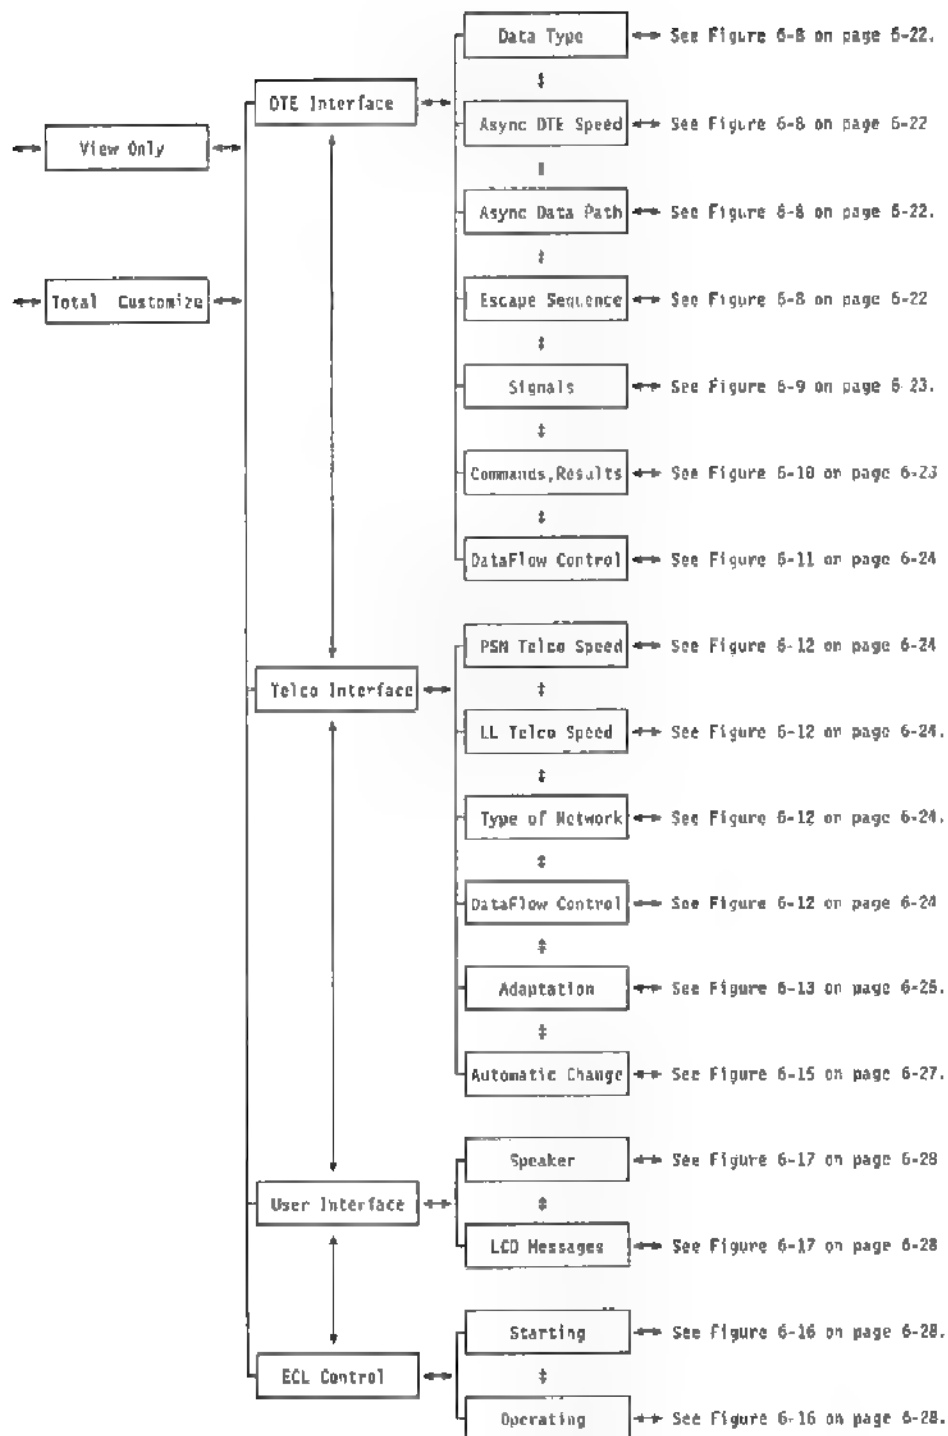 Data Type See Figure 6-8 on page 6-22.
DTE Interface
Async DTE Speed See Figure 6-8 on page 6-22
View Only
Async Data Path See Figure 6-8 on page 6-22.
Total Customize
Escape Sequence See Figure 6-8 on page 6-22
Signals See Figure 6-9 on page 6-23.
Commands,Results See Figure 6-10 on page 6-23
DataFlow Control See Figure 6-11 on page 6-24
PSN Telco Speed See Figure 6-12 on page 6-24
Telco Interface
LL Telco Speed See Figure 6-12 on page 6-24.
Type of Network See Figure 6-12 on page 6-24.
DataFlow Control See Figure 6-12 on page 6-24
Adaptation See Figure 6-13 on page 6-25.
Automatic Change See Figure 6-15 on page 6-27.
Speaker See Figure 6-17 on page 6-28
User Interface
LCD Messages See Figure 6-17 on page 6-28
Starting See Figure 6-16 on page 6-28.
ECL Control
Operating See Figure 6-16 on page 6-28.